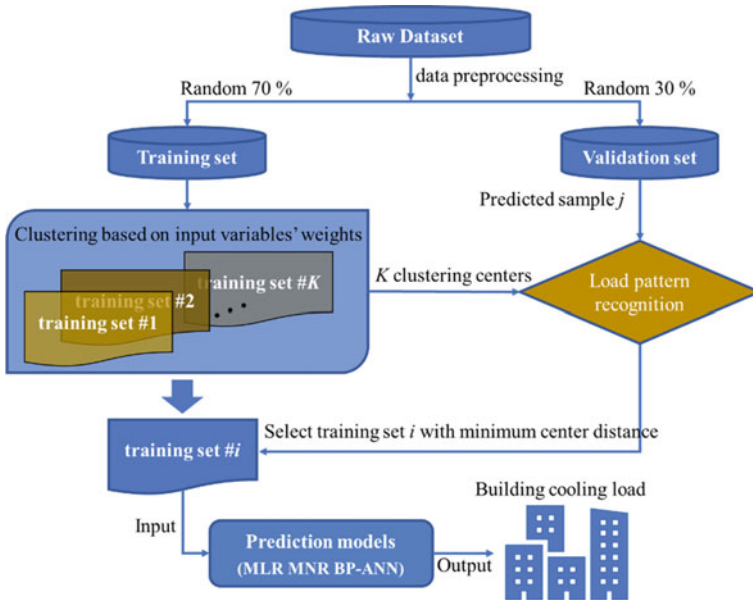 Raw Dataset
data preprocessing
Random 70 %
Random 30 %
Training set
Validation set
Predicted sample j
Clustering based on input variables' weights
training set #K
training set #2
training set #1
K clustering centers
Load pattern
recognition
Select training set i with minimum center distance
training set #i
Building cooling load
Input
Prediction models
(MLR MNR BP-ANN)
Output